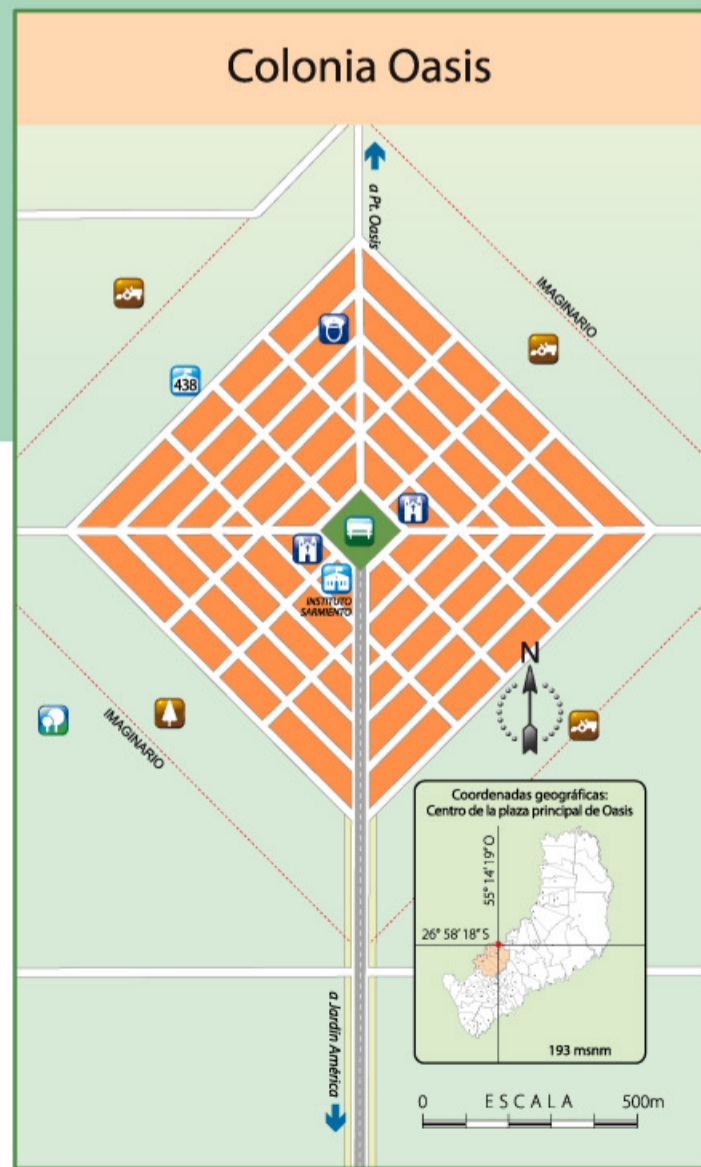 Colonia Oasis
a Pt. Oasis
IMAGINARIO
438
INSTITUTO
SARMIENTO
N
IMAGINARIO
Coordenadas geográficas:
Centro de la plaza principal de Oasis
55° 14' 19" O
26° 58' 18" S
193 msnm
a Jardín América
0 ESCALA 500m